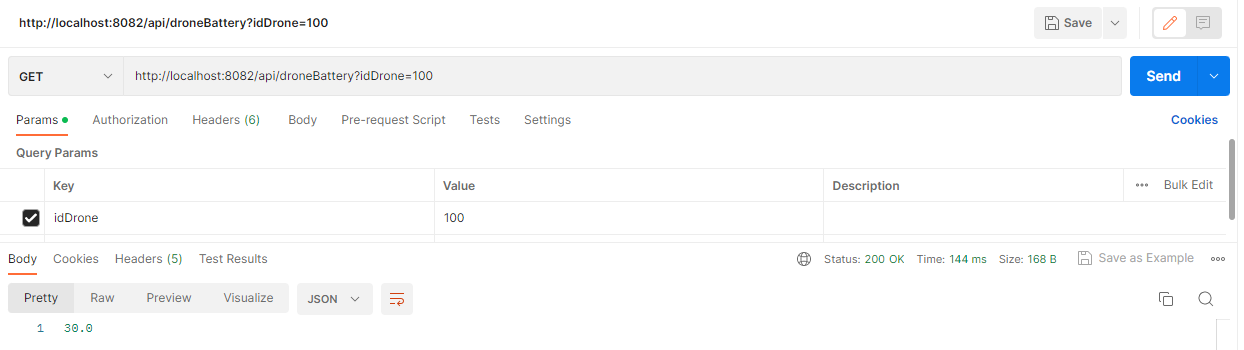 http://localhost:8082/api/droneBattery?idDrone=100 Save
GET http://localhost:8082/api/droneBattery?idDrone=100 Send
Params Authorization Headers (6) Body Pre-request Script Tests Settings Cookies
Query Params
Key Value Description Bulk Edit
idDrone 100
Body Cookies Headers (5) Test Results Status: 200 OK Time: 144 ms Size: 168 B Save as Example
Pretty Raw Preview Visualize JSON
1 30.0